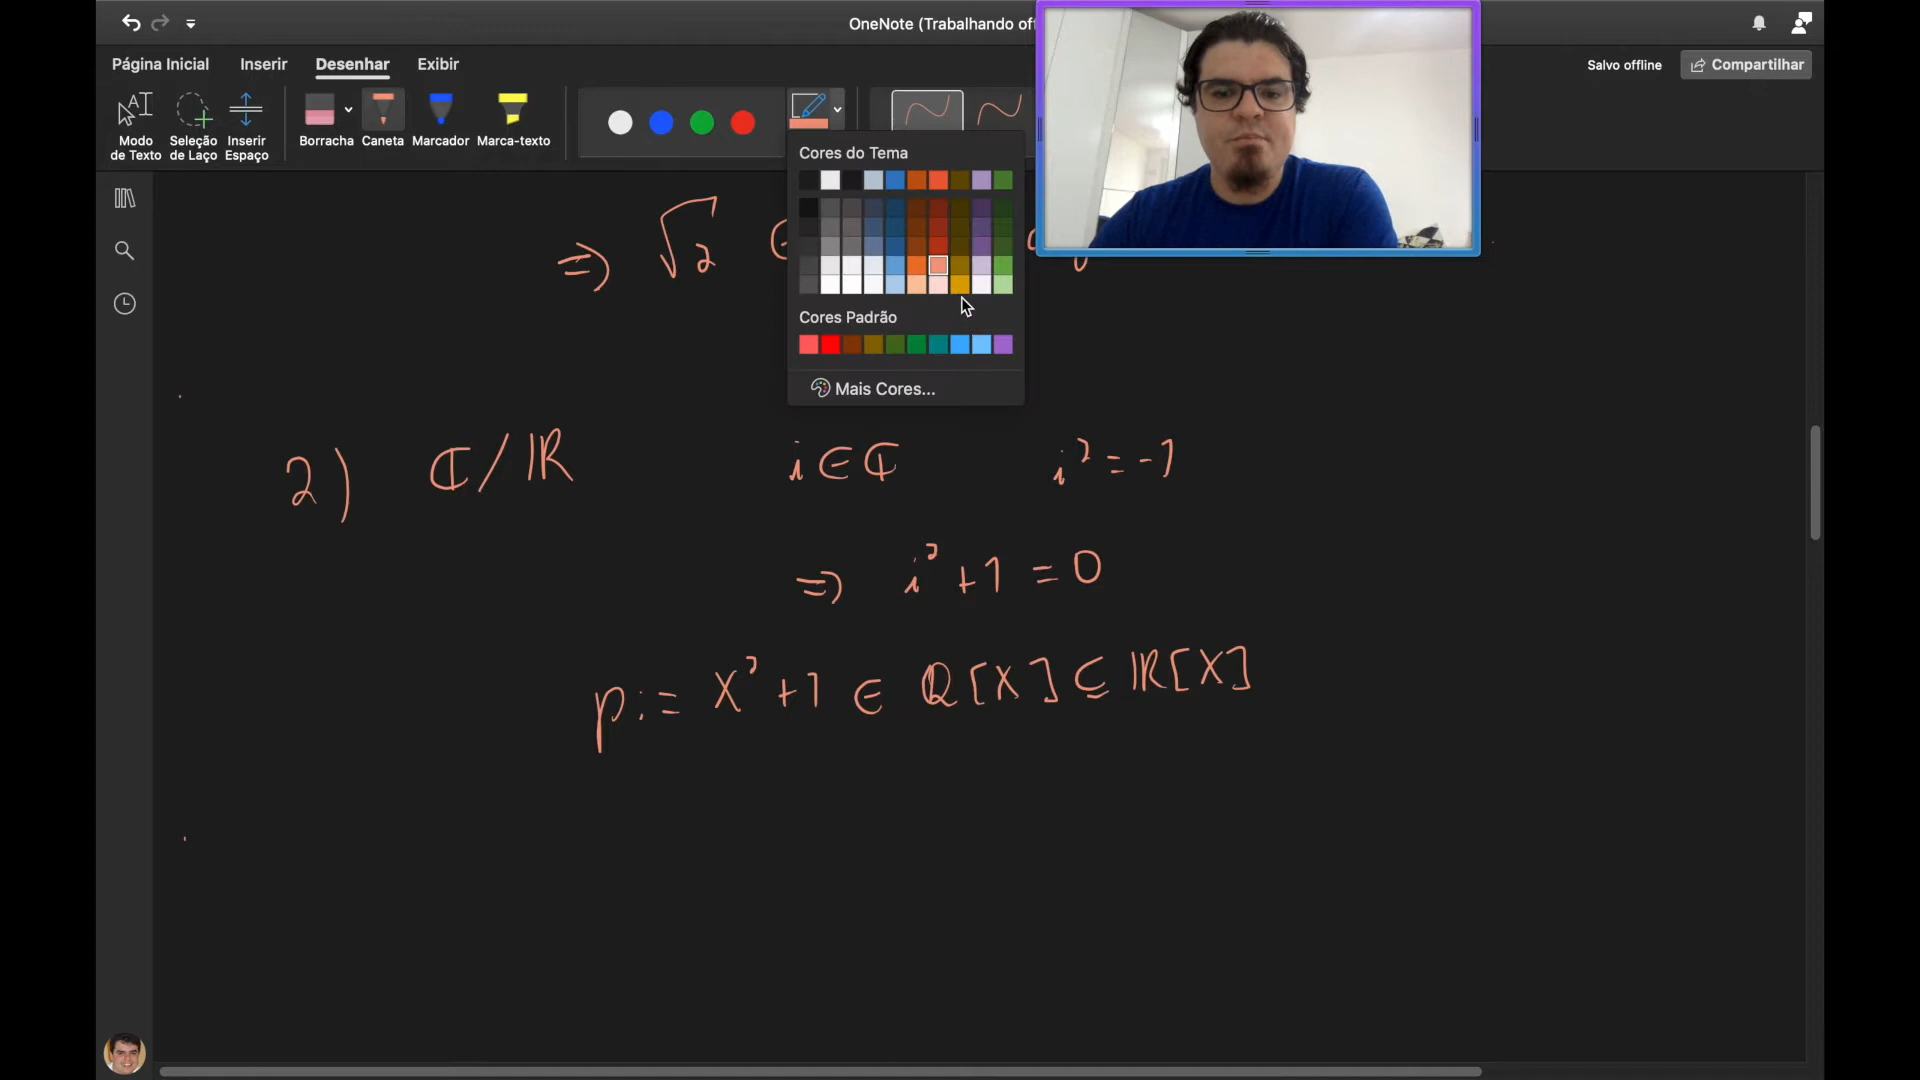 OneNote (Trabalhando of
Página Inicial Inserir Desenhar Exibir
Salvo offline Compartilhar
Modo de Texto
Seleção de Laço
Inserir Espaço
Borracha Caneta Marcador Marca-texto
Cores do Tema
Cores Padrão
Mais Cores...
=> √2
2) ℂ/ℝ i ∈ ℂ i² = -1
=> i² + 1 = 0
p := X² + 1 ∈ ℚ[X] ⊆ ℝ[X]